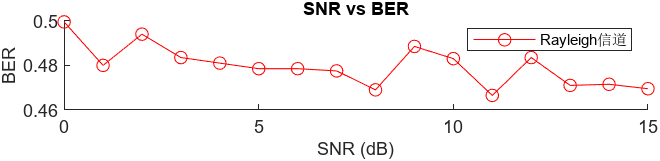 SNR vs BER
0.5
0.48
0.46
BER
Rayleigh信道
0
5
10
15
SNR (dB)